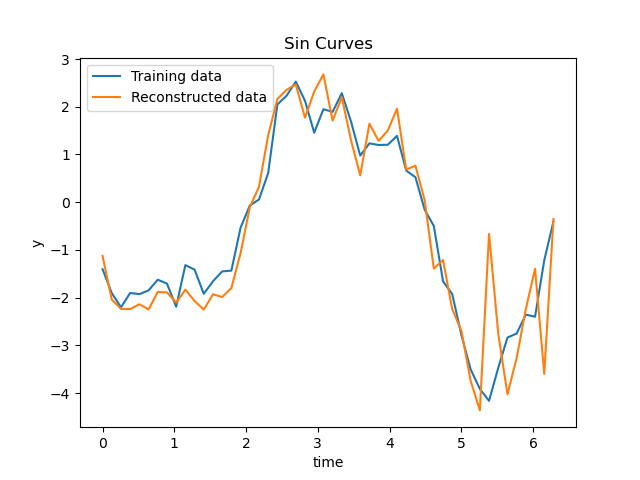 Sin Curves
Training data
Reconstructed data
3
2
1
0
−1
−2
−3
−4
y
0 1 2 3 4 5 6
time